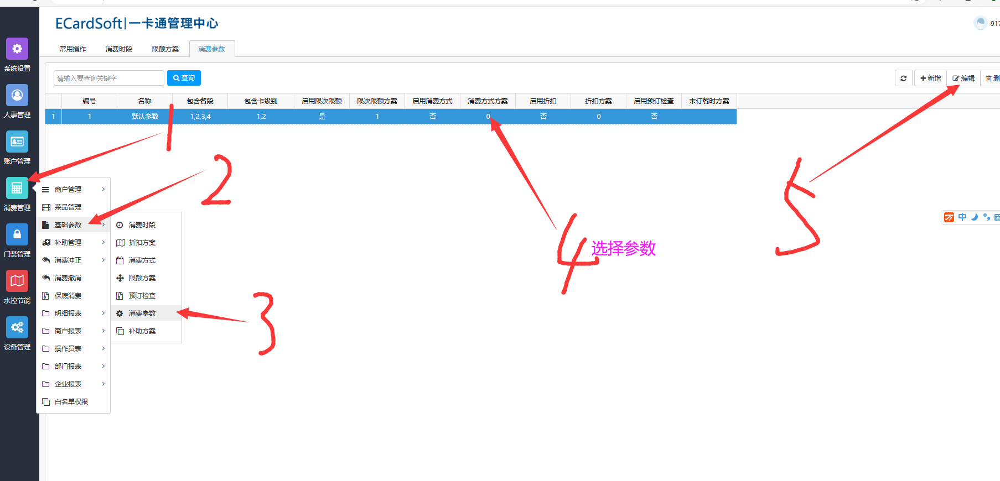 ECardSoft|一卡通管理中心
917
常用操作 消费时段 限额方案 消费参数
请输入要查询关键字 查询 新增 编辑 删
编号 名称 包含餐段 包含卡级别 启用限次限额 限次限额方案 启用消费方式 消费方式方案 启用折扣 折扣方案 启用预订检查 未订餐时方案
1 1 默认参数 1,2,3,4 1,2 是 1 否 0 否 0 否
系统设置
人事管理
账户管理
消费管理
门禁管理
水控节能
设备管理
商户管理
菜品管理
基础参数
补助管理
消费冲正
消费撤消
保底消费
明细报表
商户报表
操作员表
部门报表
企业报表
白名单权限
消费时段
折扣方案
消费方式
限额方案
预订检查
消费参数
补助方案
1
2
3
4 选择参数
5
中